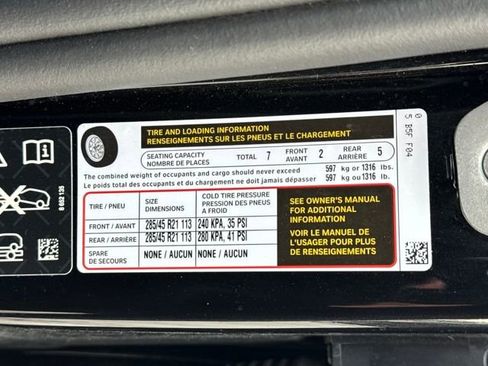 TIRE AND LOADING INFORMATION
RENSEIGNEMENTS SUR LES PNEUS ET LE CHARGEMENT
SEATING CAPACITY TOTAL 7 FRONT 2 REAR 5
NOMBRE DE PLACES AVANT ARRIÈRE
The combined weight of occupants and cargo should never exceed 597 kg or 1316 lbs.
Le poids total des occupants et du chargement ne doit jamais dépasser 597 kg ou 1316 lb.
TIRE / PNEU SIZE DIMENSIONS COLD TIRE PRESSURE PRESSION DES PNEUS A FROID
FRONT / AVANT 285/45 R21 113 240 KPA, 35 PSI
REAR / ARRIÈRE 285/45 R21 113 280 KPA, 41 PSI
SPARE DE SECOURS NONE / AUCUN NONE / AUCUN
SEE OWNER'S MANUAL
FOR ADDITIONAL
INFORMATION
VOIR LE MANUEL DE
L'USAGER POUR PLUS
DE RENSEIGNEMENTS
0
5 B5F F04
6 652 135